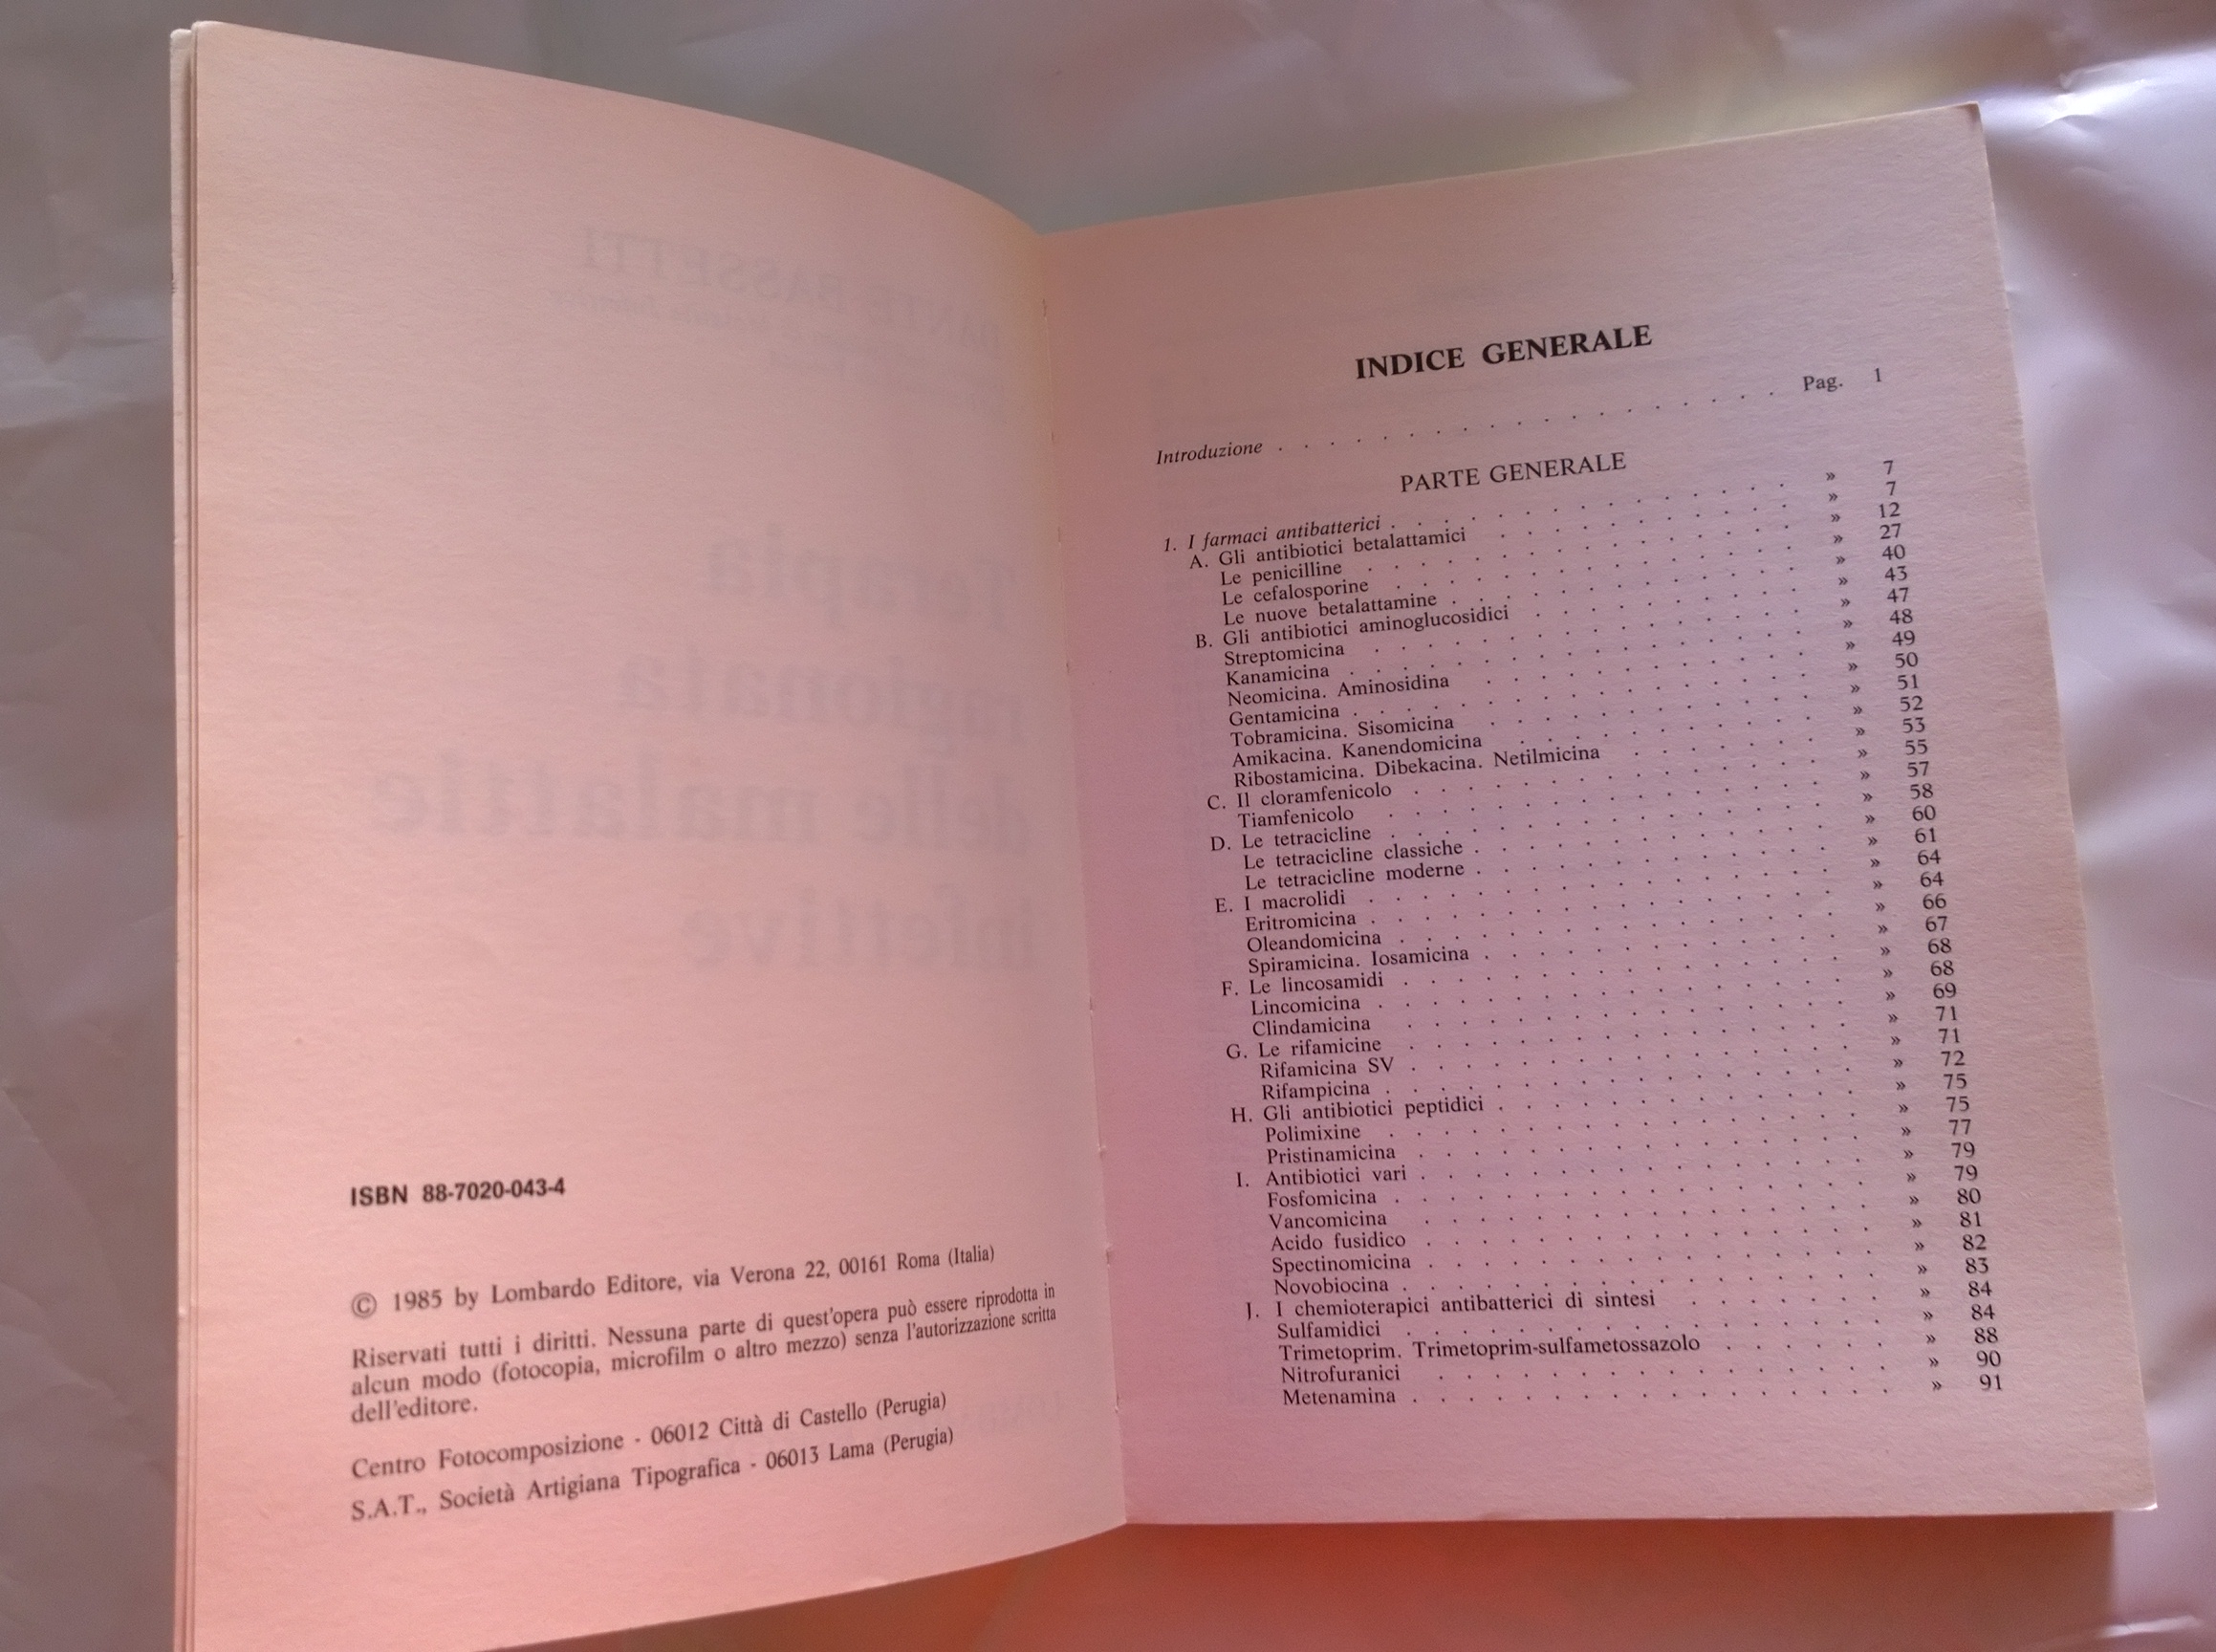 ISBN 88-7020-043-4
© 1985 by Lombardo Editore, via Verona 22, 00161 Roma (Italia)
Riservati tutti i diritti. Nessuna parte di quest'opera può essere riprodotta in
alcun modo (fotocopia, microfilm o altro mezzo) senza l'autorizzazione scritta
dell'editore.
Centro Fotocomposizione - 06012 Città di Castello (Perugia)
S.A.T., Società Artigiana Tipografica - 06013 Lama (Perugia)
INDICE GENERALE
Introduzione . . . . . . . . . . Pag. 1
PARTE GENERALE
1. I farmaci antibatterici . . . . . . . . . . » 7
A. Gli antibiotici betalattamici . . . . . . . . » 7
Le penicilline . . . . . . . . . . » 12
Le cefalosporine . . . . . . . . . . » 27
Le nuove betalattamine . . . . . . . . . » 40
B. Gli antibiotici aminoglucosidici . . . . . . . » 43
Streptomicina . . . . . . . . . . » 47
Kanamicina . . . . . . . . . . » 48
Neomicina. Aminosidina . . . . . . . . » 49
Gentamicina . . . . . . . . . . » 50
Tobramicina. Sisomicina . . . . . . . . » 51
Amikacina. Kanendomicina . . . . . . . . » 52
Ribostamicina. Dibekacina. Netilmicina . . . . . » 53
C. Il cloramfenicolo . . . . . . . . . . » 55
Tiamfenicolo . . . . . . . . . . » 57
D. Le tetracicline . . . . . . . . . . » 58
Le tetracicline classiche . . . . . . . . . » 60
Le tetracicline moderne . . . . . . . . . » 61
E. I macrolidi . . . . . . . . . . » 64
Eritromicina . . . . . . . . . . » 64
Oleandomicina . . . . . . . . . . » 66
Spiramicina. Iosamicina . . . . . . . . . » 67
F. Le lincosamidi . . . . . . . . . . » 68
Lincomicina . . . . . . . . . . » 68
Clindamicina . . . . . . . . . . » 69
G. Le rifamicine . . . . . . . . . . » 71
Rifamicina SV . . . . . . . . . . » 71
Rifampicina . . . . . . . . . . » 72
H. Gli antibiotici peptidici . . . . . . . . . » 75
Polimixine . . . . . . . . . . » 75
Pristinamicina . . . . . . . . . . » 77
I. Antibiotici vari . . . . . . . . . . » 79
Fosfomicina . . . . . . . . . . » 79
Vancomicina . . . . . . . . . . » 80
Acido fusidico . . . . . . . . . . » 81
Spectinomicina . . . . . . . . . . » 82
Novobiocina . . . . . . . . . . » 83
J. I chemioterapici antibatterici di sintesi . . . . . » 84
Sulfamidici . . . . . . . . . . » 84
Trimetoprim. Trimetoprim-sulfametossazolo . . . . » 88
Nitrofuranici . . . . . . . . . . » 90
Metenamina . . . . . . . . . . » 91